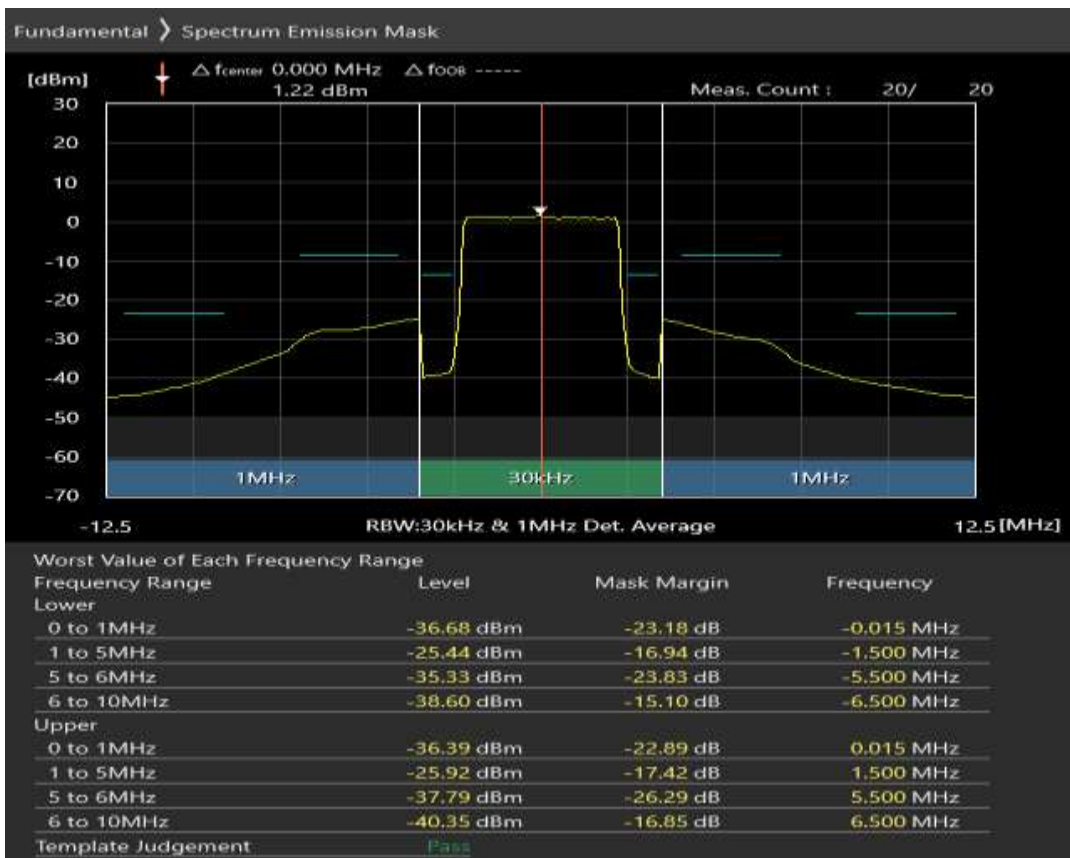 Fundamental ❯ Spectrum Emission Mask
[dBm] △ fcenter 0.000 MHz △ fOOB -----
1.22 dBm Meas. Count : 20/ 20
30
20
10
0
-10
-20
-30
-40
-50
-60
1MHz 30kHz 1MHz
-70
-12.5 RBW:30kHz & 1MHz Det. Average 12.5 [MHz]
Worst Value of Each Frequency Range
Frequency Range Level Mask Margin Frequency
Lower
0 to 1MHz -36.68 dBm -23.18 dB -0.015 MHz
1 to 5MHz -25.44 dBm -16.94 dB -1.500 MHz
5 to 6MHz -35.33 dBm -23.83 dB -5.500 MHz
6 to 10MHz -38.60 dBm -15.10 dB -6.500 MHz
Upper
0 to 1MHz -36.39 dBm -22.89 dB 0.015 MHz
1 to 5MHz -25.92 dBm -17.42 dB 1.500 MHz
5 to 6MHz -37.79 dBm -26.29 dB 5.500 MHz
6 to 10MHz -40.35 dBm -16.85 dB 6.500 MHz
Template Judgement Pass